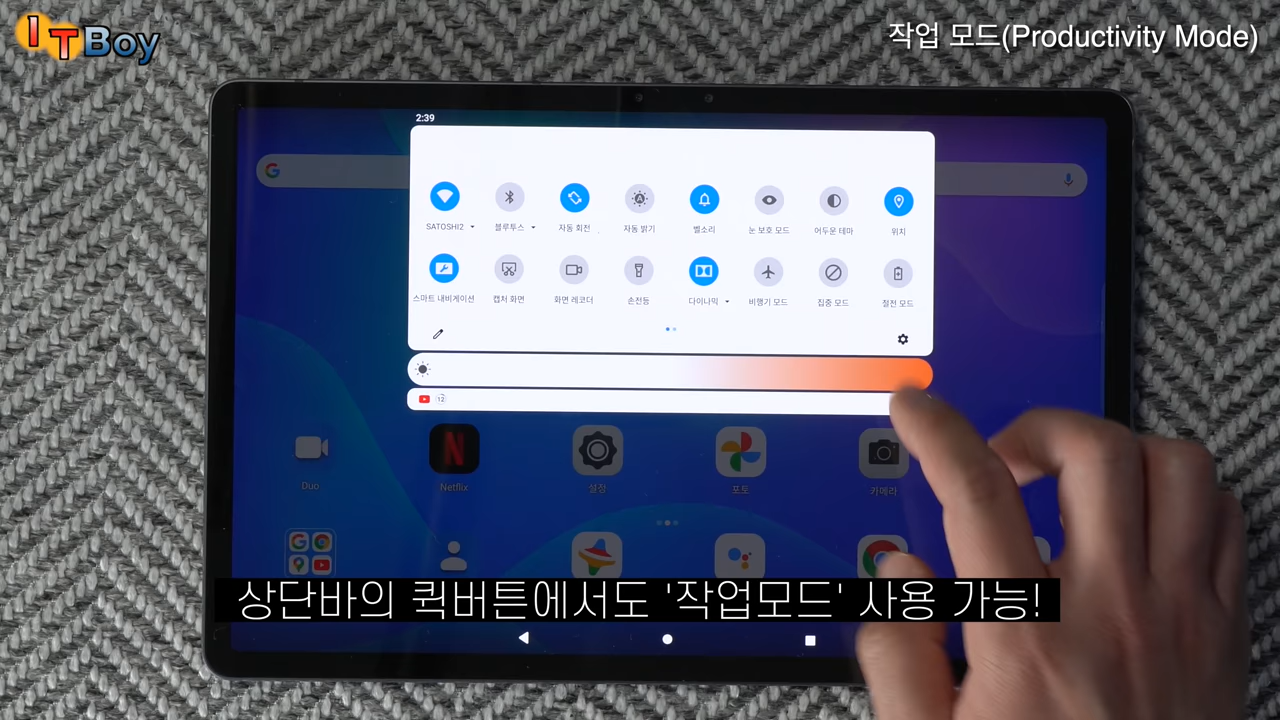 ITBoy
작업 모드(Productivity Mode)
2:39
SATOSHI2
블루투스
자동 회전
자동 밝기
벨소리
눈 보호 모드
어두운 테마
위치
스마트 내비게이션
캡처 화면
화면 레코더
손전등
다이나믹
비행기 모드
집중 모드
절전 모드
12
Duo
Netflix
설정
포토
카메라
상단바의 퀵버튼에서도 '작업모드' 사용 가능!